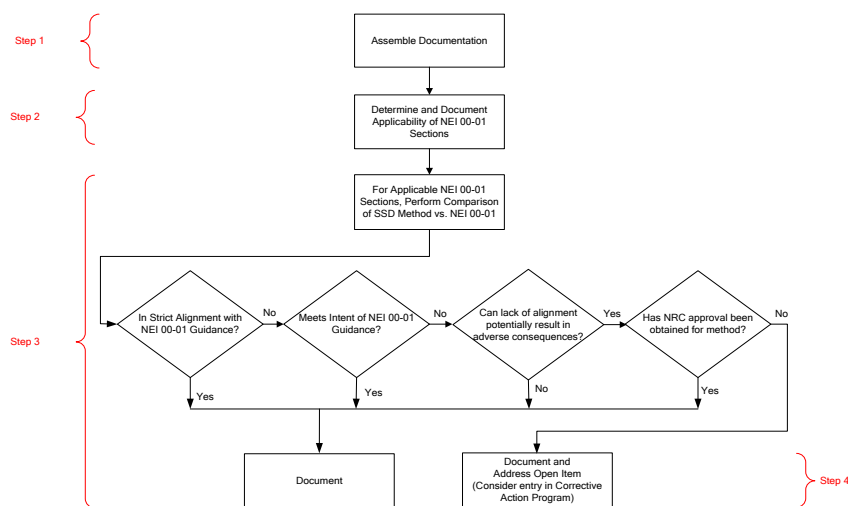 Step 1
Assemble Documentation
Step 2
Determine and Document
Applicability of NEI 00-01
Sections
For Applicable NEI 00-01
Sections, Perform Comparison
of SSD Method vs. NEI 00-01
Step 3
In Strict Alignment with
NEI 00-01 Guidance?
No
Yes
Meets Intent of NEI 00-01
Guidance?
No
Yes
Can lack of alignment
potentially result in
adverse consequences?
Yes
No
Has NRC approval been
obtained for method?
No
Yes
Document
Document and
Address Open Item
(Consider entry in Corrective
Action Program)
Step 4